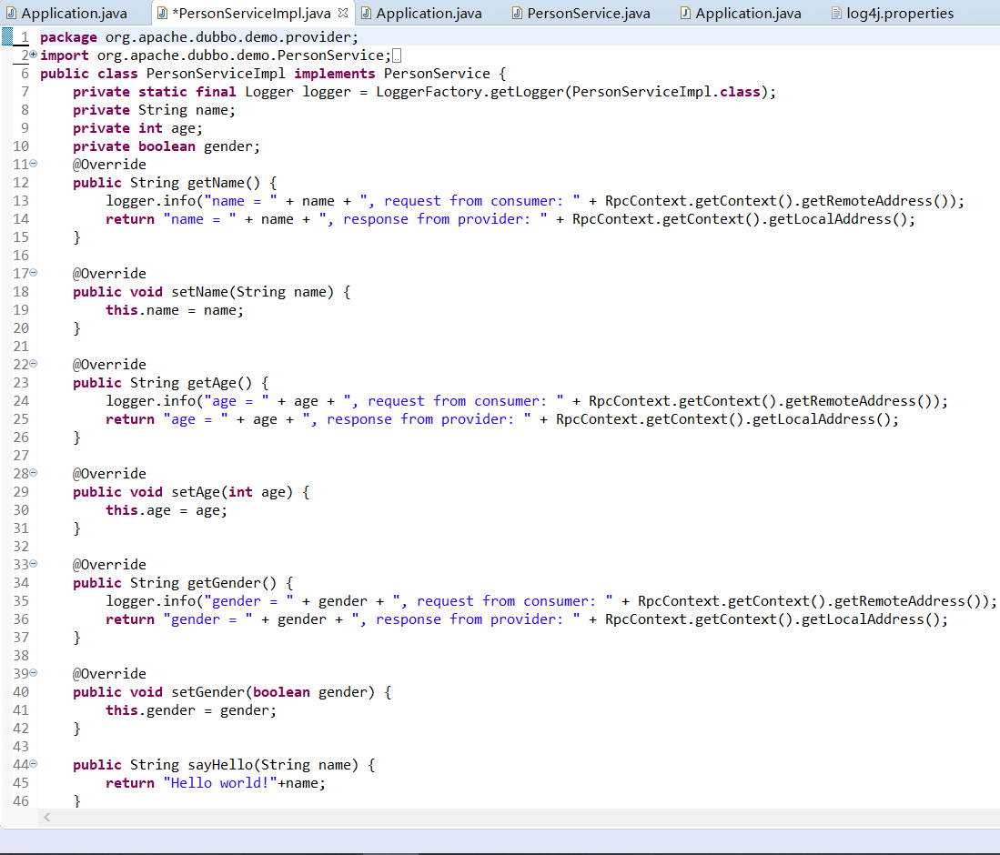 Application.java *PersonServiceImpl.java Application.java PersonService.java Application.java log4j.properties
1 package org.apache.dubbo.demo.provider;
2 import org.apache.dubbo.demo.PersonService;
6 public class PersonServiceImpl implements PersonService {
7 private static final Logger logger = LoggerFactory.getLogger(PersonServiceImpl.class);
8 private String name;
9 private int age;
10 private boolean gender;
11 @Override
12 public String getName() {
13 logger.info("name = " + name + ", request from consumer: " + RpcContext.getContext().getRemoteAddress());
14 return "name = " + name + ", response from provider: " + RpcContext.getContext().getLocalAddress();
15 }
16
17 @Override
18 public void setName(String name) {
19 this.name = name;
20 }
21
22 @Override
23 public String getAge() {
24 logger.info("age = " + age + ", request from consumer: " + RpcContext.getContext().getRemoteAddress());
25 return "age = " + age + ", response from provider: " + RpcContext.getContext().getLocalAddress();
26 }
27
28 @Override
29 public void setAge(int age) {
30 this.age = age;
31 }
32
33 @Override
34 public String getGender() {
35 logger.info("gender = " + gender + ", request from consumer: " + RpcContext.getContext().getRemoteAddress());
36 return "gender = " + gender + ", response from provider: " + RpcContext.getContext().getLocalAddress();
37 }
38
39 @Override
40 public void setGender(boolean gender) {
41 this.gender = gender;
42 }
43
44 public String sayHello(String name) {
45 return "Hello world!"+name;
46 }